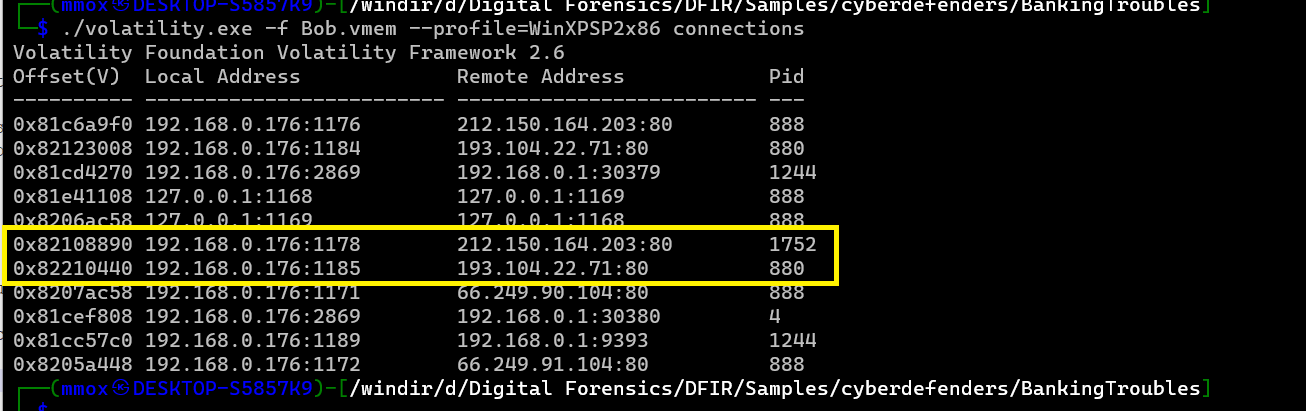 ┌──(mmox㉿DESKTOP-S5857K9)-[/windir/d/Digital Forensics/DFIR/Samples/cyberdefenders/BankingTroubles]
└─$ ./volatility.exe -f Bob.vmem --profile=WinXPSP2x86 connections
Volatility Foundation Volatility Framework 2.6
Offset(V)  Local Address             Remote Address            Pid
---------- ------------------------- ------------------------- ---
0x81c6a9f0 192.168.0.176:1176        212.150.164.203:80        888
0x82123008 192.168.0.176:1184        193.104.22.71:80          880
0x81cd4270 192.168.0.176:2869        192.168.0.1:30379         1244
0x81e41108 127.0.0.1:1168            127.0.0.1:1169            888
0x8206ac58 127.0.0.1:1169            127.0.0.1:1168            888
0x82108890 192.168.0.176:1178        212.150.164.203:80        1752
0x82210440 192.168.0.176:1185        193.104.22.71:80          880
0x8207ac58 192.168.0.176:1171        66.249.90.104:80          888
0x81cef808 192.168.0.176:2869        192.168.0.1:30380         4
0x81cc57c0 192.168.0.176:1189        192.168.0.1:9393          1244
0x8205a448 192.168.0.176:1172        66.249.91.104:80          888
┌──(mmox㉿DESKTOP-S5857K9)-[/windir/d/Digital Forensics/DFIR/Samples/cyberdefenders/BankingTroubles]